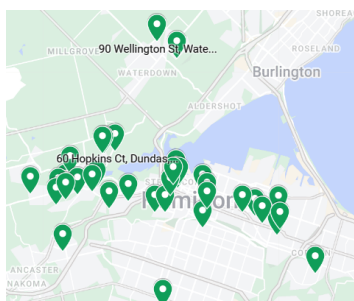 SHOREA
ROSELAND
90 Wellington St, Wate...
MILLGROVE
WATERDOWN
Burlington
ALDERSHOT
60 Hopkins Ct, Dundas...
Hamilton
ANCASTER
NAKOMA